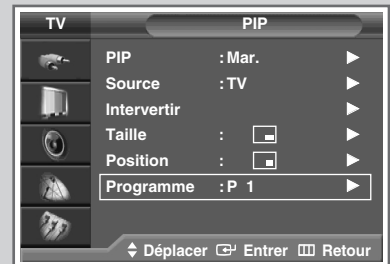 TV PIP
PIP : Mar.
Source : TV
Intervertir
Taille :
Position :
Programme : P 1
Déplacer Entrer Retour